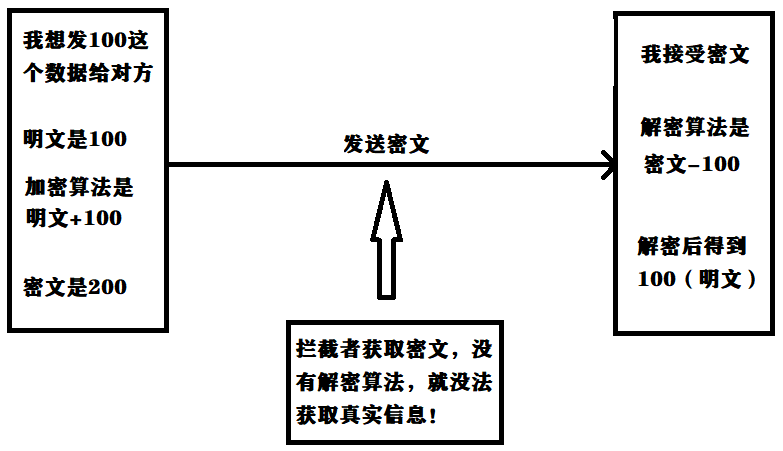 我想发100这
个数据给对方
明文是100
加密算法是
明文+100
密文是200
发送密文
拦截者获取密文，没
有解密算法，就没法
获取真实信息！
我接受密文
解密算法是
密文-100
解密后得到
100（明文）